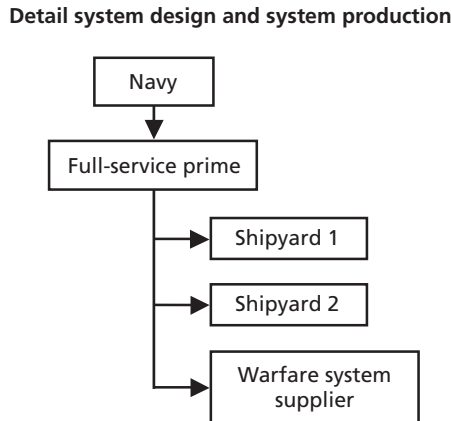 Detail system design and system production
Navy
Full-service prime
Shipyard 1
Shipyard 2
Warfare system
supplier